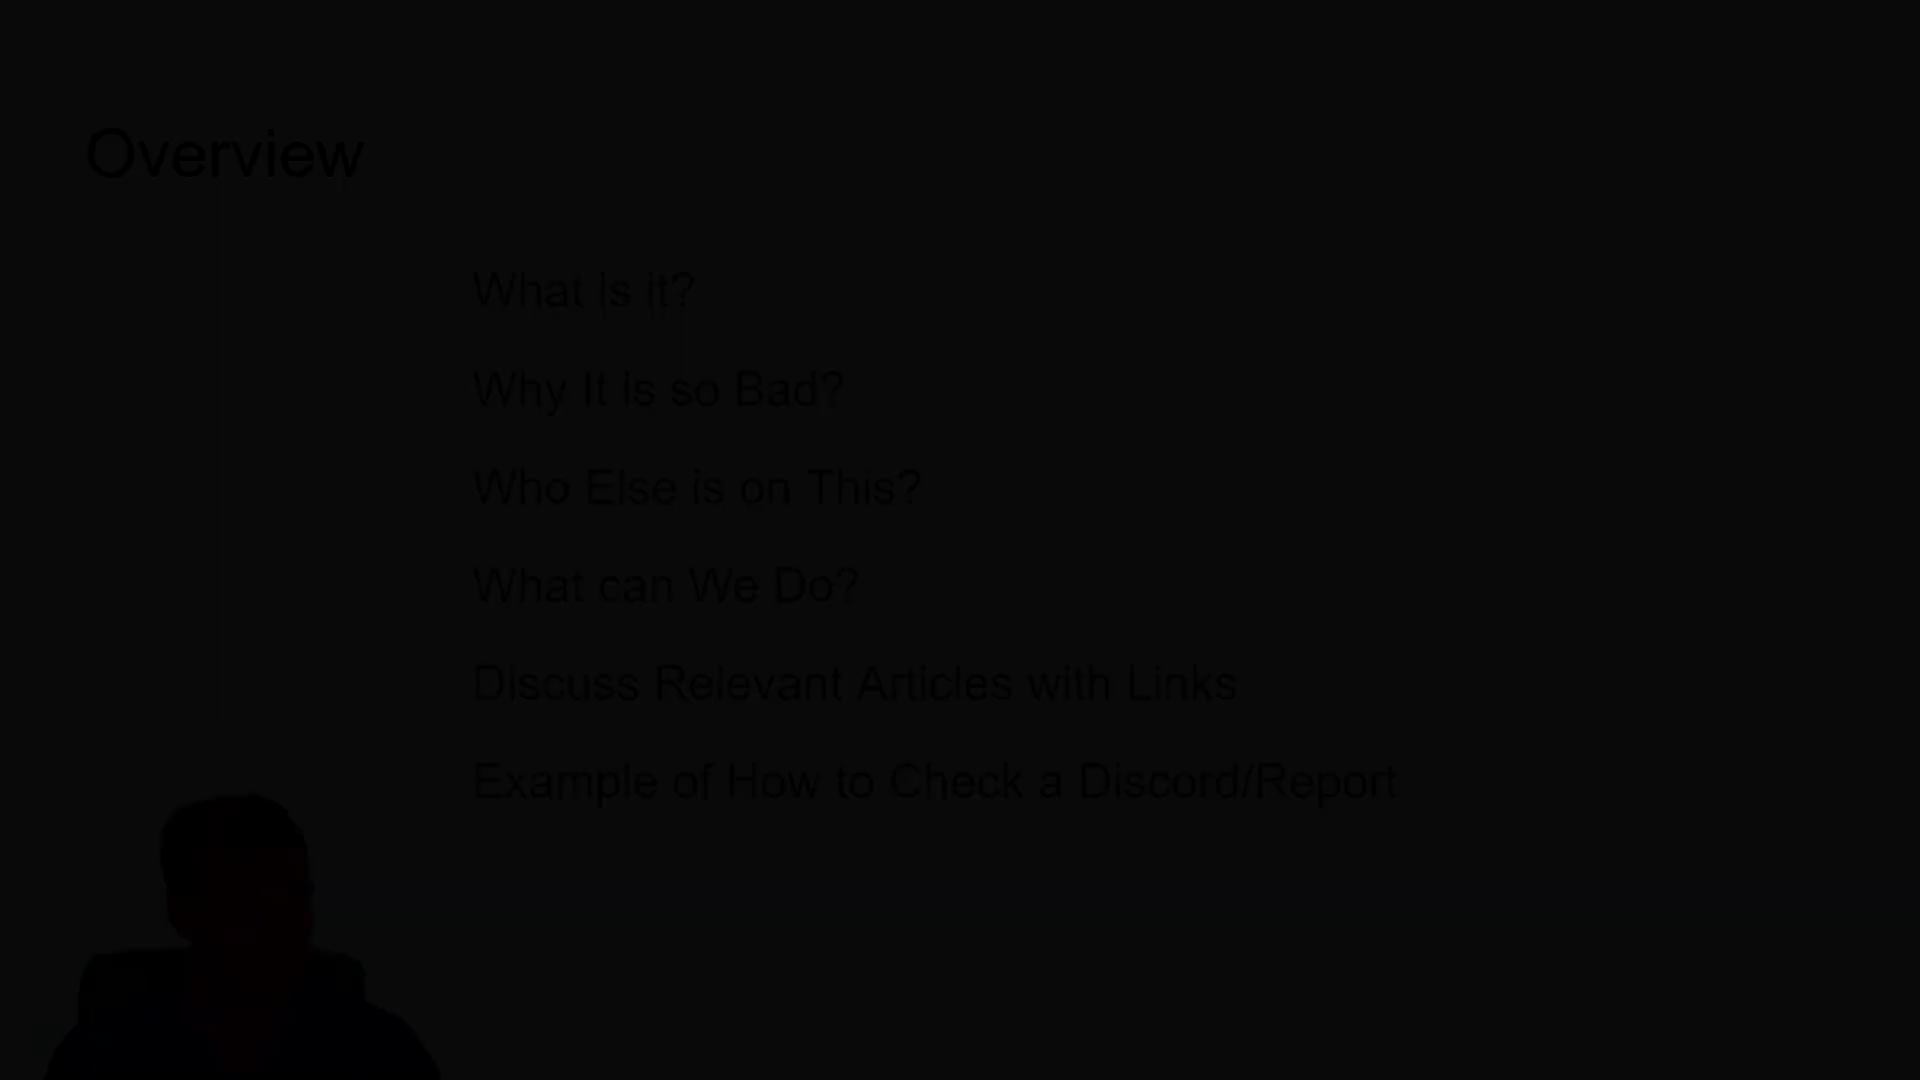 Overview
What is it?
Why It is so Bad?
Who Else is on This?
What can We Do?
Discuss Relevant Articles with Links
Example of How to Check a Discord/Report